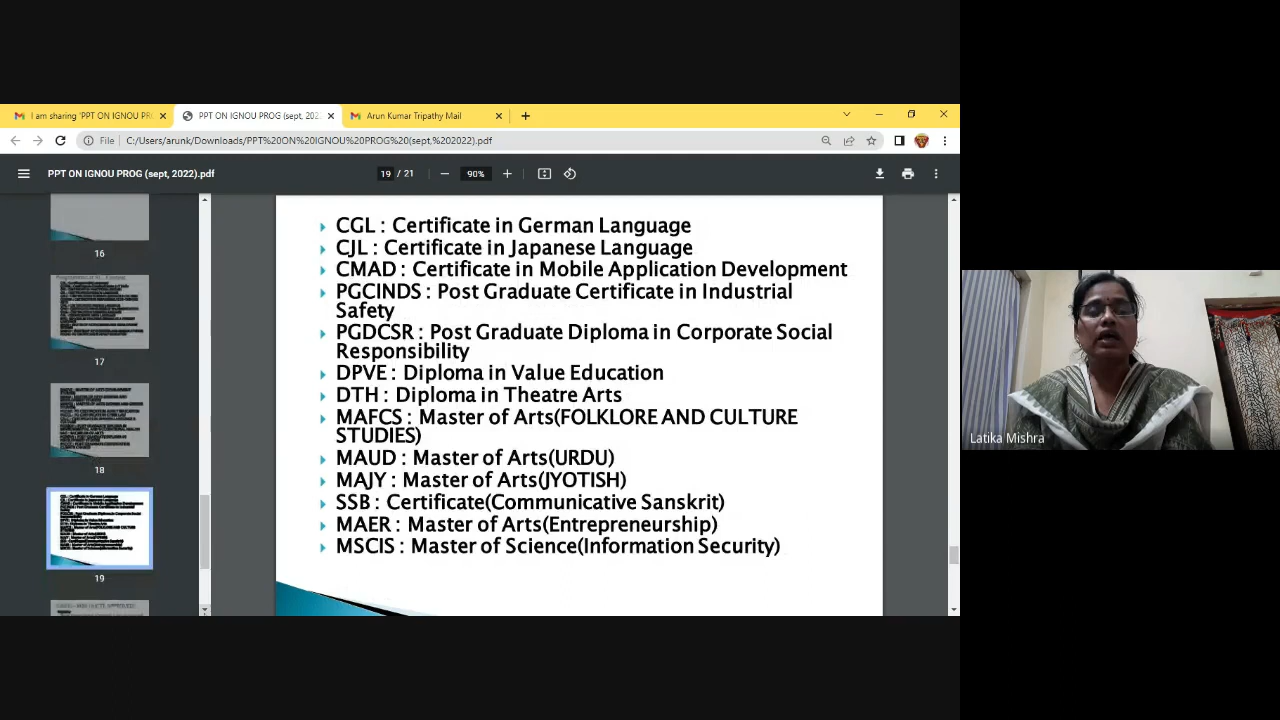 I am sharing 'PPT ON IGNOU PR
PPT ON IGNOU PROG (sept, 202
Arun Kumar Tripathy Mail
File
C:/Users/arunk/Downloads/PPT%20ON%20IGNOU%20PROG%20(sept,%202022).pdf
PPT ON IGNOU PROG (sept, 2022).pdf
19 / 21
90%
16
17
18
19
CGL : Certificate in German Language
CJL : Certificate in Japanese Language
CMAD : Certificate in Mobile Application Development
PGCINDS : Post Graduate Certificate in Industrial
Safety
PGDCSR : Post Graduate Diploma in Corporate Social
Responsibility
DPVE : Diploma in Value Education
DTH : Diploma in Theatre Arts
MAFCS : Master of Arts(FOLKLORE AND CULTURE
STUDIES)
MAUD : Master of Arts(URDU)
MAJY : Master of Arts(JYOTISH)
SSB : Certificate(Communicative Sanskrit)
MAER : Master of Arts(Entrepreneurship)
MSCIS : Master of Science(Information Security)
Latika Mishra